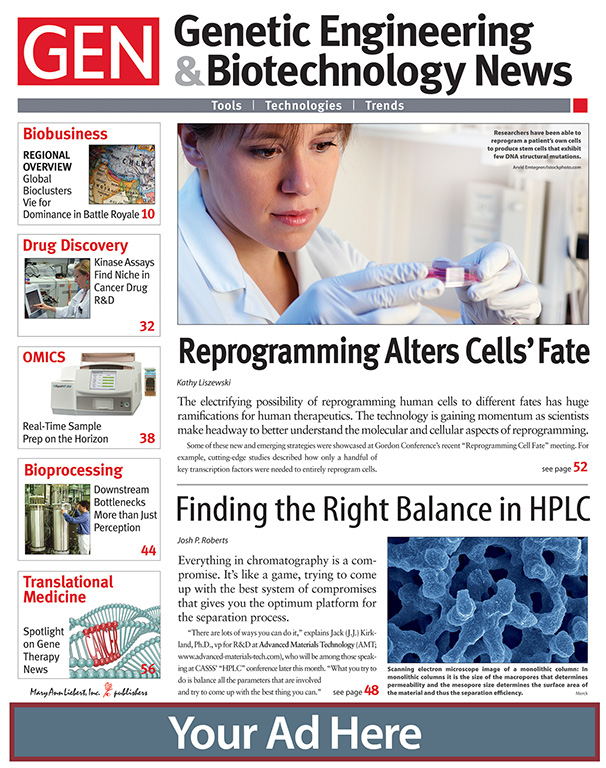 GEN
Genetic Engineering
& Biotechnology News
Tools | Technologies | Trends
Biobusiness
REGIONAL
OVERVIEW
Global
Bioclusters
Vie for
Dominance in Battle Royale 10
Drug Discovery
Kinase Assays
Find Niche in
Cancer Drug
R&D
32
OMICS
Real-Time Sample
Prep on the Horizon
38
Bioprocessing
Downstream
Bottlenecks
More than Just
Perception
44
Translational
Medicine
Spotlight
on Gene
Therapy
News
56
Mary Ann Liebert, Inc. publishers
Researchers have been able to
reprogram a patient's own cells
to produce stem cells that exhibit
few DNA structural mutations.
Reprogramming Alters Cells' Fate
Kathy Liszewski
The electrifying possibility of reprogramming human cells to different fates has huge
ramifications for human therapeutics. The technology is gaining momentum as scientists
make headway to better understand the molecular and cellular aspects of reprogramming.
Some of these new and emerging strategies were showcased at Gordon Conference's recent "Reprogramming Cell Fate" meeting. For
example, cutting-edge studies described how only a handful of
key transcription factors were needed to entirely reprogram cells.
see page 52
Finding the Right Balance in HPLC
Josh P. Roberts
Everything in chromatography is a com-
promise. It's like a game, trying to come
up with the best system of compromises
that gives you the optimum platform for
the separation process.
"There are lots of ways you can do it," explains Jack (J.J.) Kirk-
land, Ph.D., vp for R&D at Advanced Materials Technology (AMT;
www.advanced-materials-tech.com), who will be among those speak-
ing at CASSS' "HPLC" conference later this month. "What you try to
do is balance all the parameters that are involved
and try to come up with the best thing you can."
see page 48
Scanning electron microscope image of a monolithic column: In
monolithic columns it is the size of the macropores that determines
permeability and the mesopore size determines the surface area of
the material and thus the separation efficiency.
Merck
Your Ad Here